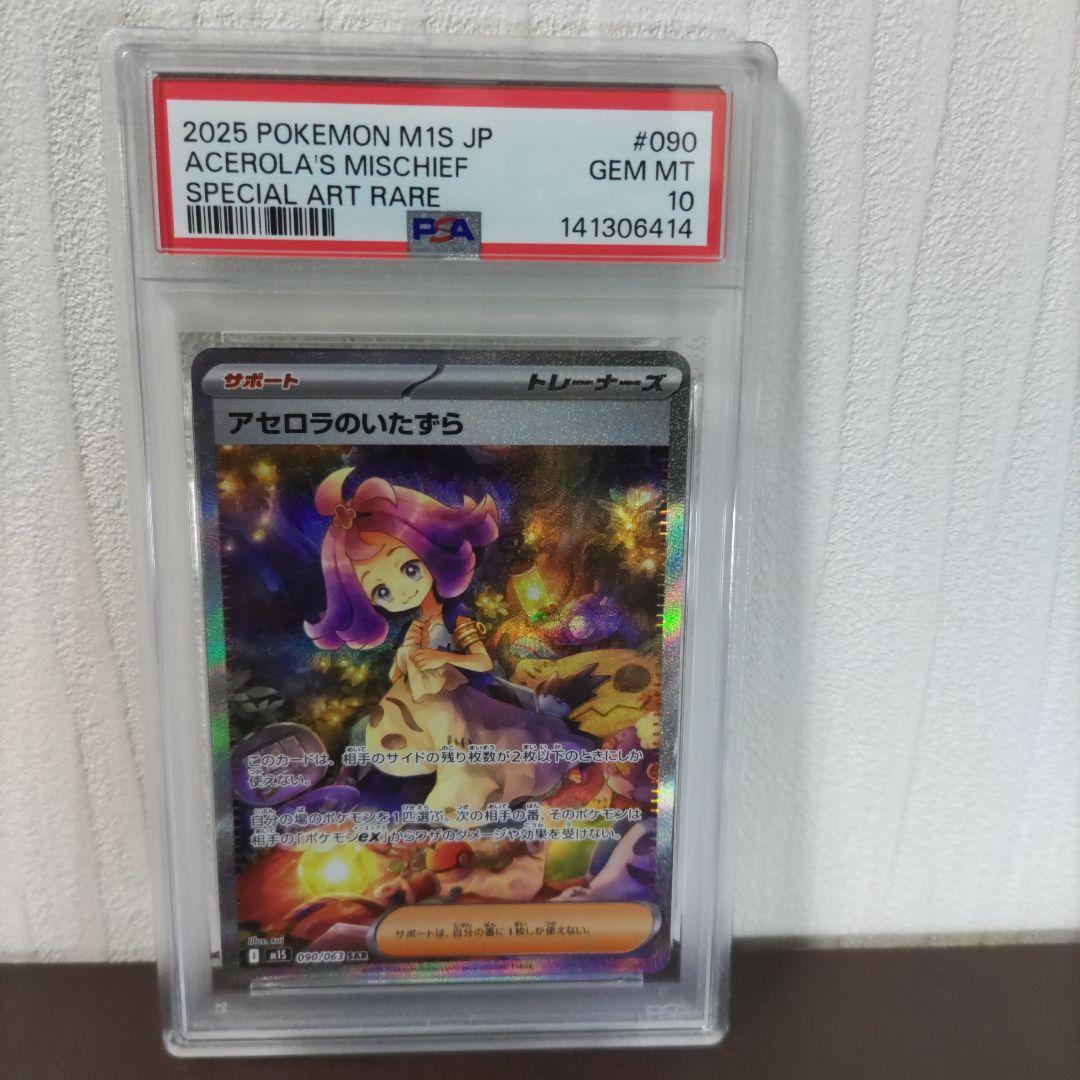 2025 POKEMON M1S JP
#090
ACEROLA'S MISCHIEF
GEM MT
SPECIAL ART RARE
10
PSA
141306414
サポート
トレーナーズ
アセロラのいたずら
このカードは、相手のサイドの残り枚数が2枚以下のときにしか
使えない。
自分の場のポケモンを1匹選ぶ。次の相手の番、そのポケモンは
相手の「ポケモンex」からワザのダメージや効果を受けない。
サポートは、自分の番に1枚しか使えない。
illus. sui
I M1S 090/063 SAR